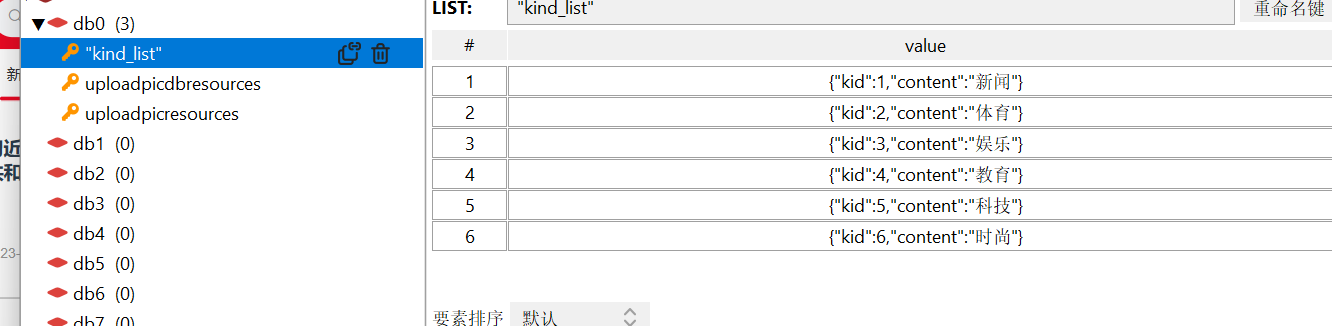 db0 (3)
"kind_list"
uploadpicdbresources
uploadpicresources
db1 (0)
db2 (0)
db3 (0)
db4 (0)
db5 (0)
db6 (0)
db7 (0)
新
共和
23-
LIST: "kind_list" 重命名键
# value
1 {"kid":1,"content":"新闻"}
2 {"kid":2,"content":"体育"}
3 {"kid":3,"content":"娱乐"}
4 {"kid":4,"content":"教育"}
5 {"kid":5,"content":"科技"}
6 {"kid":6,"content":"时尚"}
要素排序 默认